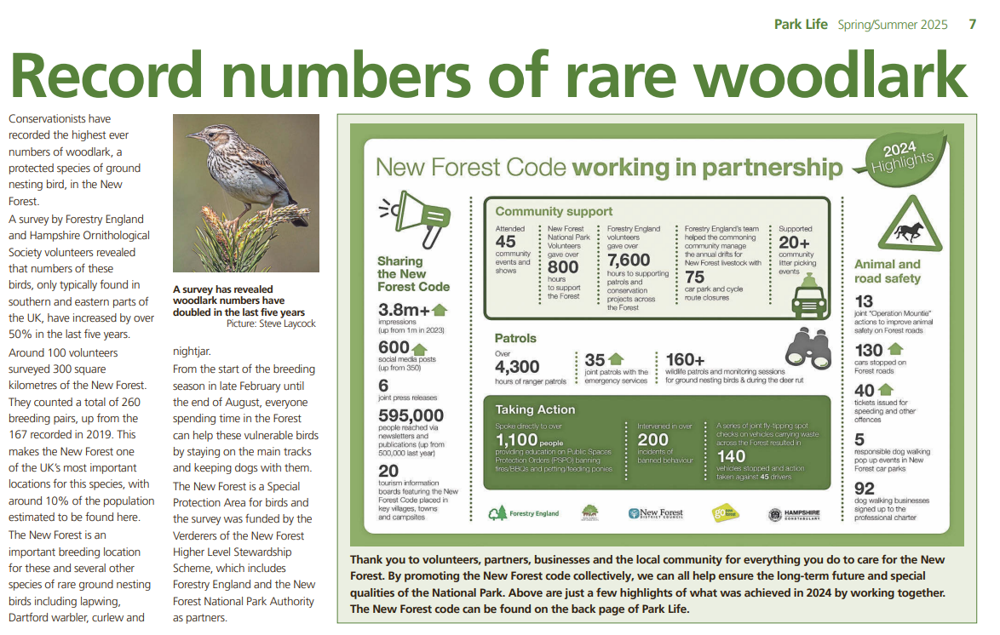 Park Life Spring/Summer 2025 7
Record numbers of rare woodlark
Conservationists have
recorded the highest ever
numbers of woodlark, a
protected species of ground
nesting bird, in the New
Forest.
A survey by Forestry England
and Hampshire Ornithological
Society volunteers revealed
that numbers of these
birds, only typically found in
southern and eastern parts of
the UK, have increased by over
50% in the last five years.
Around 100 volunteers
surveyed 300 square
kilometres of the New Forest.
They counted a total of 260
breeding pairs, up from the
167 recorded in 2019. This
makes the New Forest one
of the UK's most important
locations for this species, with
around 10% of the population
estimated to be found here.
The New Forest is an
important breeding location
for these and several other
species of rare ground nesting
birds including lapwing,
Dartford warbler, curlew and
A survey has revealed
woodlark numbers have
doubled in the last five years
Picture: Steve Laycock
nightjar.
From the start of the breeding
season in late February until
the end of August, everyone
spending time in the Forest
can help these vulnerable birds
by staying on the main tracks
and keeping dogs with them.
The New Forest is a Special
Protection Area for birds and
the survey was funded by the
Verderers of the New Forest
Higher Level Stewardship
Scheme, which includes
Forestry England and the New
Forest National Park Authority
as partners.
New Forest Code working in partnership
2024
Highlights
Sharing
the New
Forest Code
3.8m+
impressions
(up from 1m in 2023)
600
social media posts
(up from 350)
6
joint press releases
595,000
people reached via
newsletters and
publications (up from
500,000 last year)
20
tourism information
boards featuring the New
Forest Code placed in
key villages, towns
and campsites
Community support
Attended
45
community
events and
shows
New Forest
National Park
Volunteers
gave over
800
hours
to support
the Forest
Forestry England
volunteers
gave over
7,600
hours to supporting
patrols and
conservation
projects across
the Forest
Forestry England's team
helped the commoning
community manage
the annual drifts for
New Forest livestock with
75
car park and cycle
route closures
Supported
20+
community
litter picking
events
Patrols
Over
4,300
hours of ranger patrols
35
joint patrols with the
emergency services
160+
wildlife patrols and monitoring sessions
for ground nesting birds & during the deer rut
Taking Action
Spoke directly to over
1,100 people
providing education on Public Spaces
Protection Orders (PSPO) banning
fires/BBQs and petting/feeding ponies
Intervened in over
200
incidents of
banned behaviour
A series of joint fly-tipping spot
checks on vehicles carrying waste
across the Forest resulted in
140
vehicles stopped and action
taken against 45 drivers
Forestry England
New Forest
DISTRICT COUNCIL
go new forest
HAMPSHIRE
CONSTABULARY
Animal and
road safety
13
joint "Operation Mountie"
actions to improve animal
safety on Forest roads
130
cars stopped on
Forest roads
40
tickets issued for
speeding and other
offences
5
responsible dog walking
pop up events in New
Forest car parks
92
dog walking businesses
signed up to the
professional charter
Thank you to volunteers, partners, businesses and the local community for everything you do to care for the New
Forest. By promoting the New Forest code collectively, we can all help ensure the long-term future and special
qualities of the National Park. Above are just a few highlights of what was achieved in 2024 by working together.
The New Forest code can be found on the back page of Park Life.